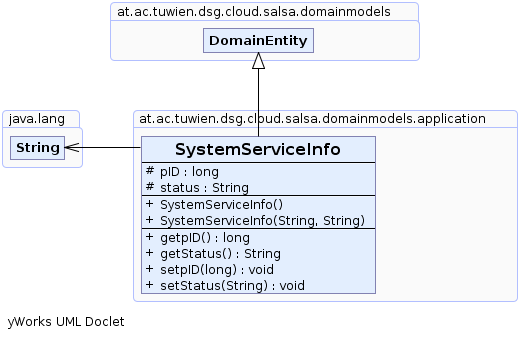 at.ac.tuwien.dsg.cloud.salsa.domainmodels
DomainEntity
java.lang
String
at.ac.tuwien.dsg.cloud.salsa.domainmodels.application
SystemServiceInfo
# pID : long
# status : String
+ SystemServiceInfo()
+ SystemServiceInfo(String, String)
+ getpID() : long
+ getStatus() : String
+ setpID(long) : void
+ setStatus(String) : void
yWorks UML Doclet